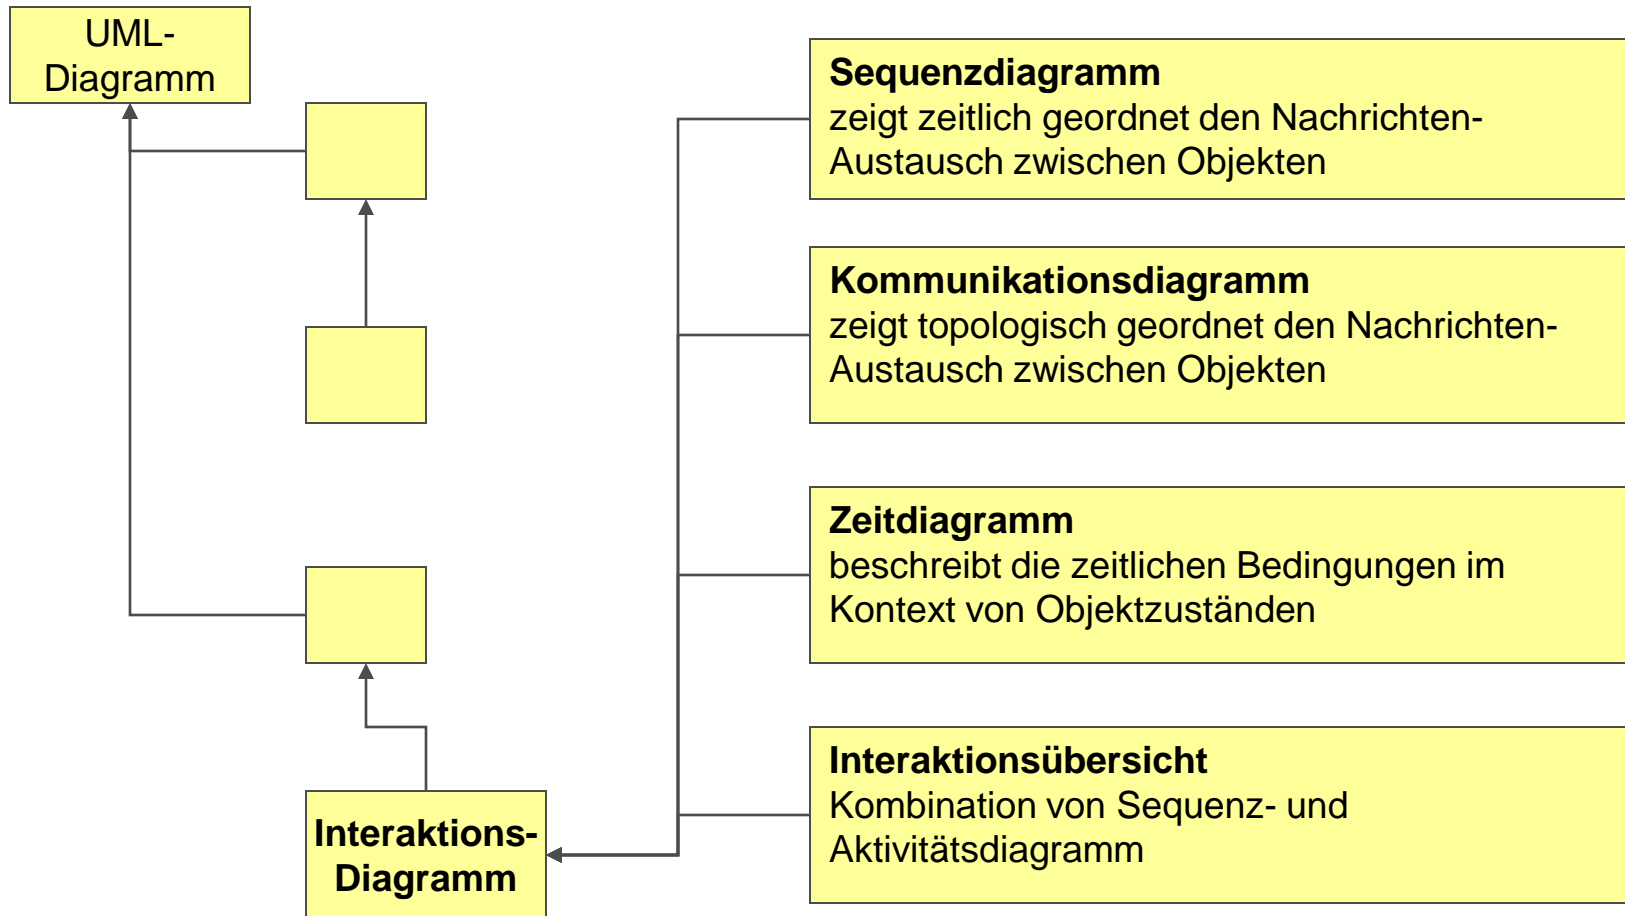 UML-
Diagramm
Sequenzdiagramm
zeigt zeitlich geordnet den Nachrichten-
Austausch zwischen Objekten
Kommunikationsdiagramm
zeigt topologisch geordnet den Nachrichten-
Austausch zwischen Objekten
Zeitdiagramm
beschreibt die zeitlichen Bedingungen im
Kontext von Objektzuständen
Interaktionsübersicht
Kombination von Sequenz- und
Aktivitätsdiagramm
Interaktions-
Diagramm